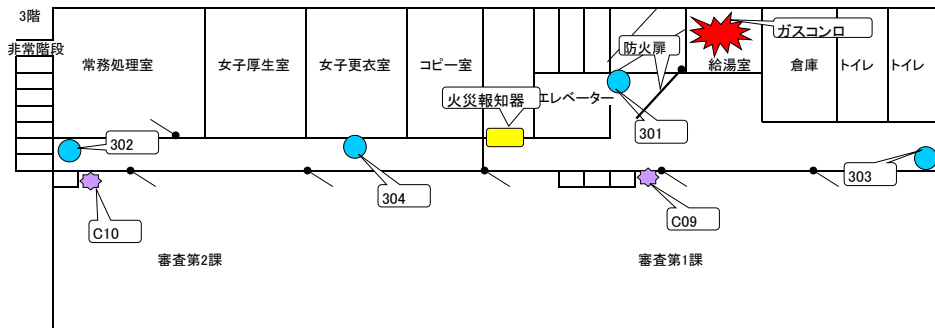 3階
非常階段
常務処理室
女子厚生室
女子更衣室
コピー室
火災報知器
エレベーター
防火扉
給湯室
ガスコンロ
倉庫
トイレ
トイレ
301
302
304
303
C10
C09
審査第2課
審査第1課